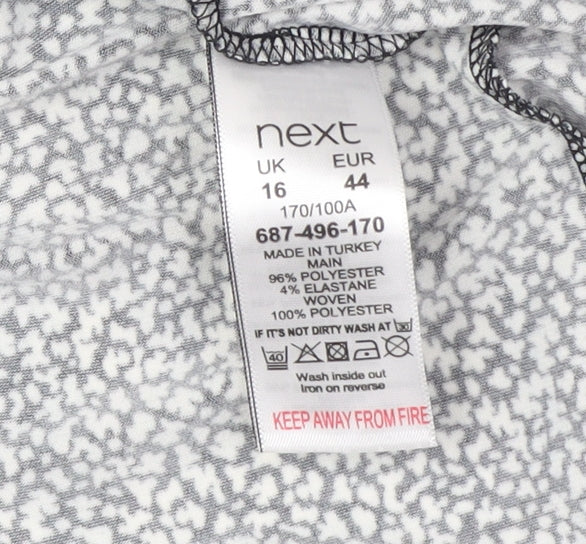 next
UK EUR
16 44
170/100A
687-496-170
MADE IN TURKEY
MAIN
96% POLYESTER
4% ELASTANE
WOVEN
100% POLYESTER
IF IT'S NOT DIRTY WASH AT
40
Wash inside out
Iron on reverse
KEEP AWAY FROM FIRE